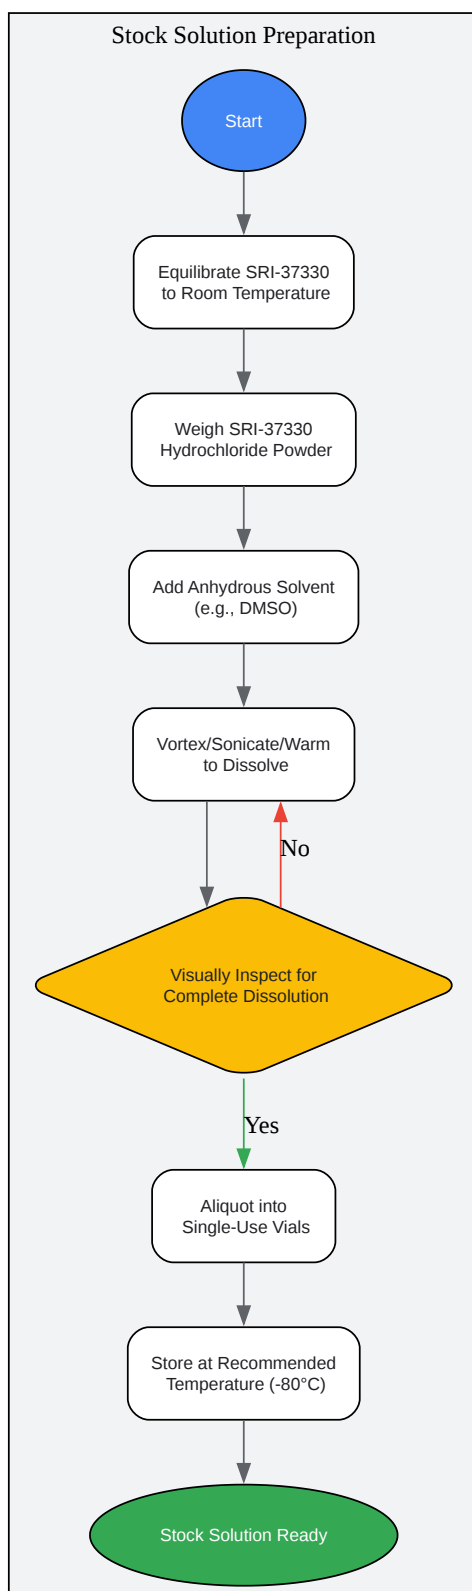 Stock Solution Preparation
Start
Equilibrate SRI-37330
to Room Temperature
Weigh SRI-37330
Hydrochloride Powder
Add Anhydrous Solvent
(e.g., DMSO)
Vortex/Sonicate/Warm
to Dissolve
No
Visually Inspect for
Complete Dissolution
Yes
Aliquot into
Single-Use Vials
Store at Recommended
Temperature (-80°C)
Stock Solution Ready